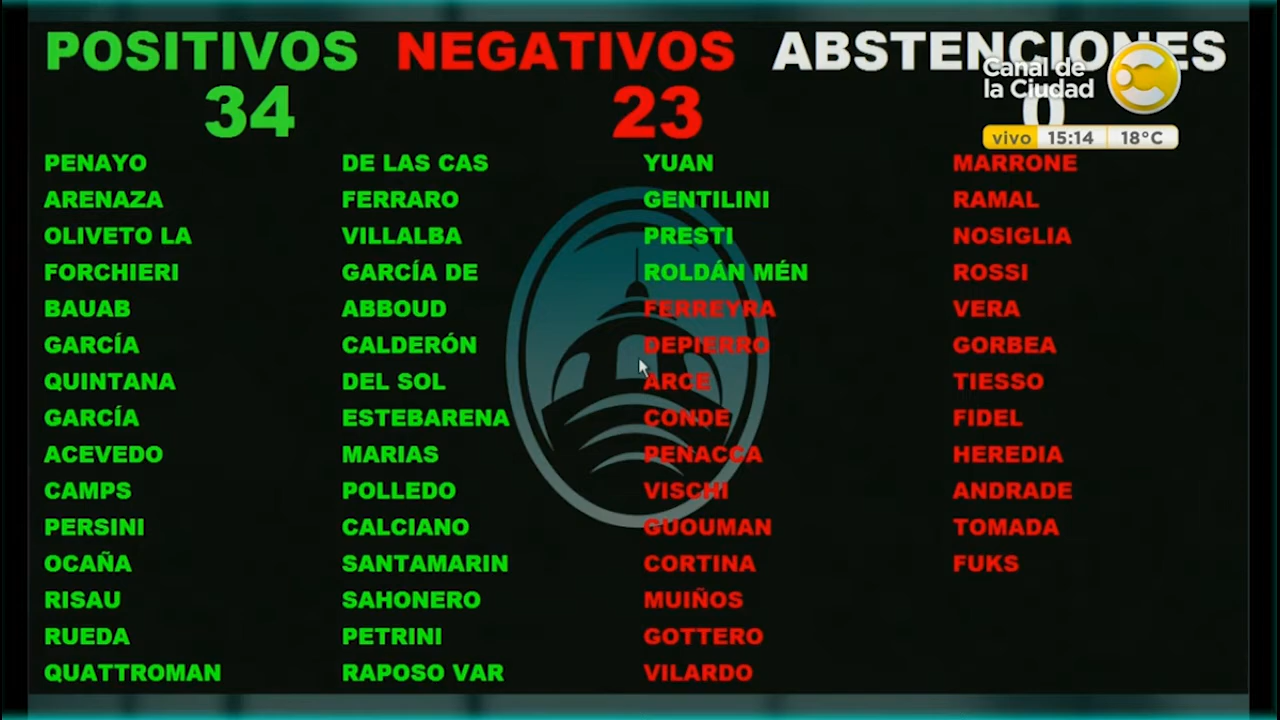 POSITIVOS NEGATIVOS ABSTENCIONES
34 23 0
Canal de
la Ciudad
vivo 15:14 18°C
PENAYO DE LAS CAS YUAN MARRONE
ARENAZA FERRARO GENTILINI RAMAL
OLIVETO LA VILLALBA PRESTI NOSIGLIA
FORCHIERI GARCÍA DE ROLDÁN MÉN ROSSI
BAUAB ABBOUD FERREYRA VERA
GARCÍA CALDERÓN DEPIERRO GORBEA
QUINTANA DEL SOL ARCE TIESSO
GARCÍA ESTEBARENA CONDE FIDEL
ACEVEDO MARIAS PENACCA HEREDIA
CAMPS POLLEDO VISCHI ANDRADE
PERSINI CALCIANO GUOUMAN TOMADA
OCAÑA SANTAMARIN CORTINA FUKS
RISAU SAHONERO MUIÑOS
RUEDA PETRINI GOTTERO
QUATTROMAN RAPOSO VAR VILARDO